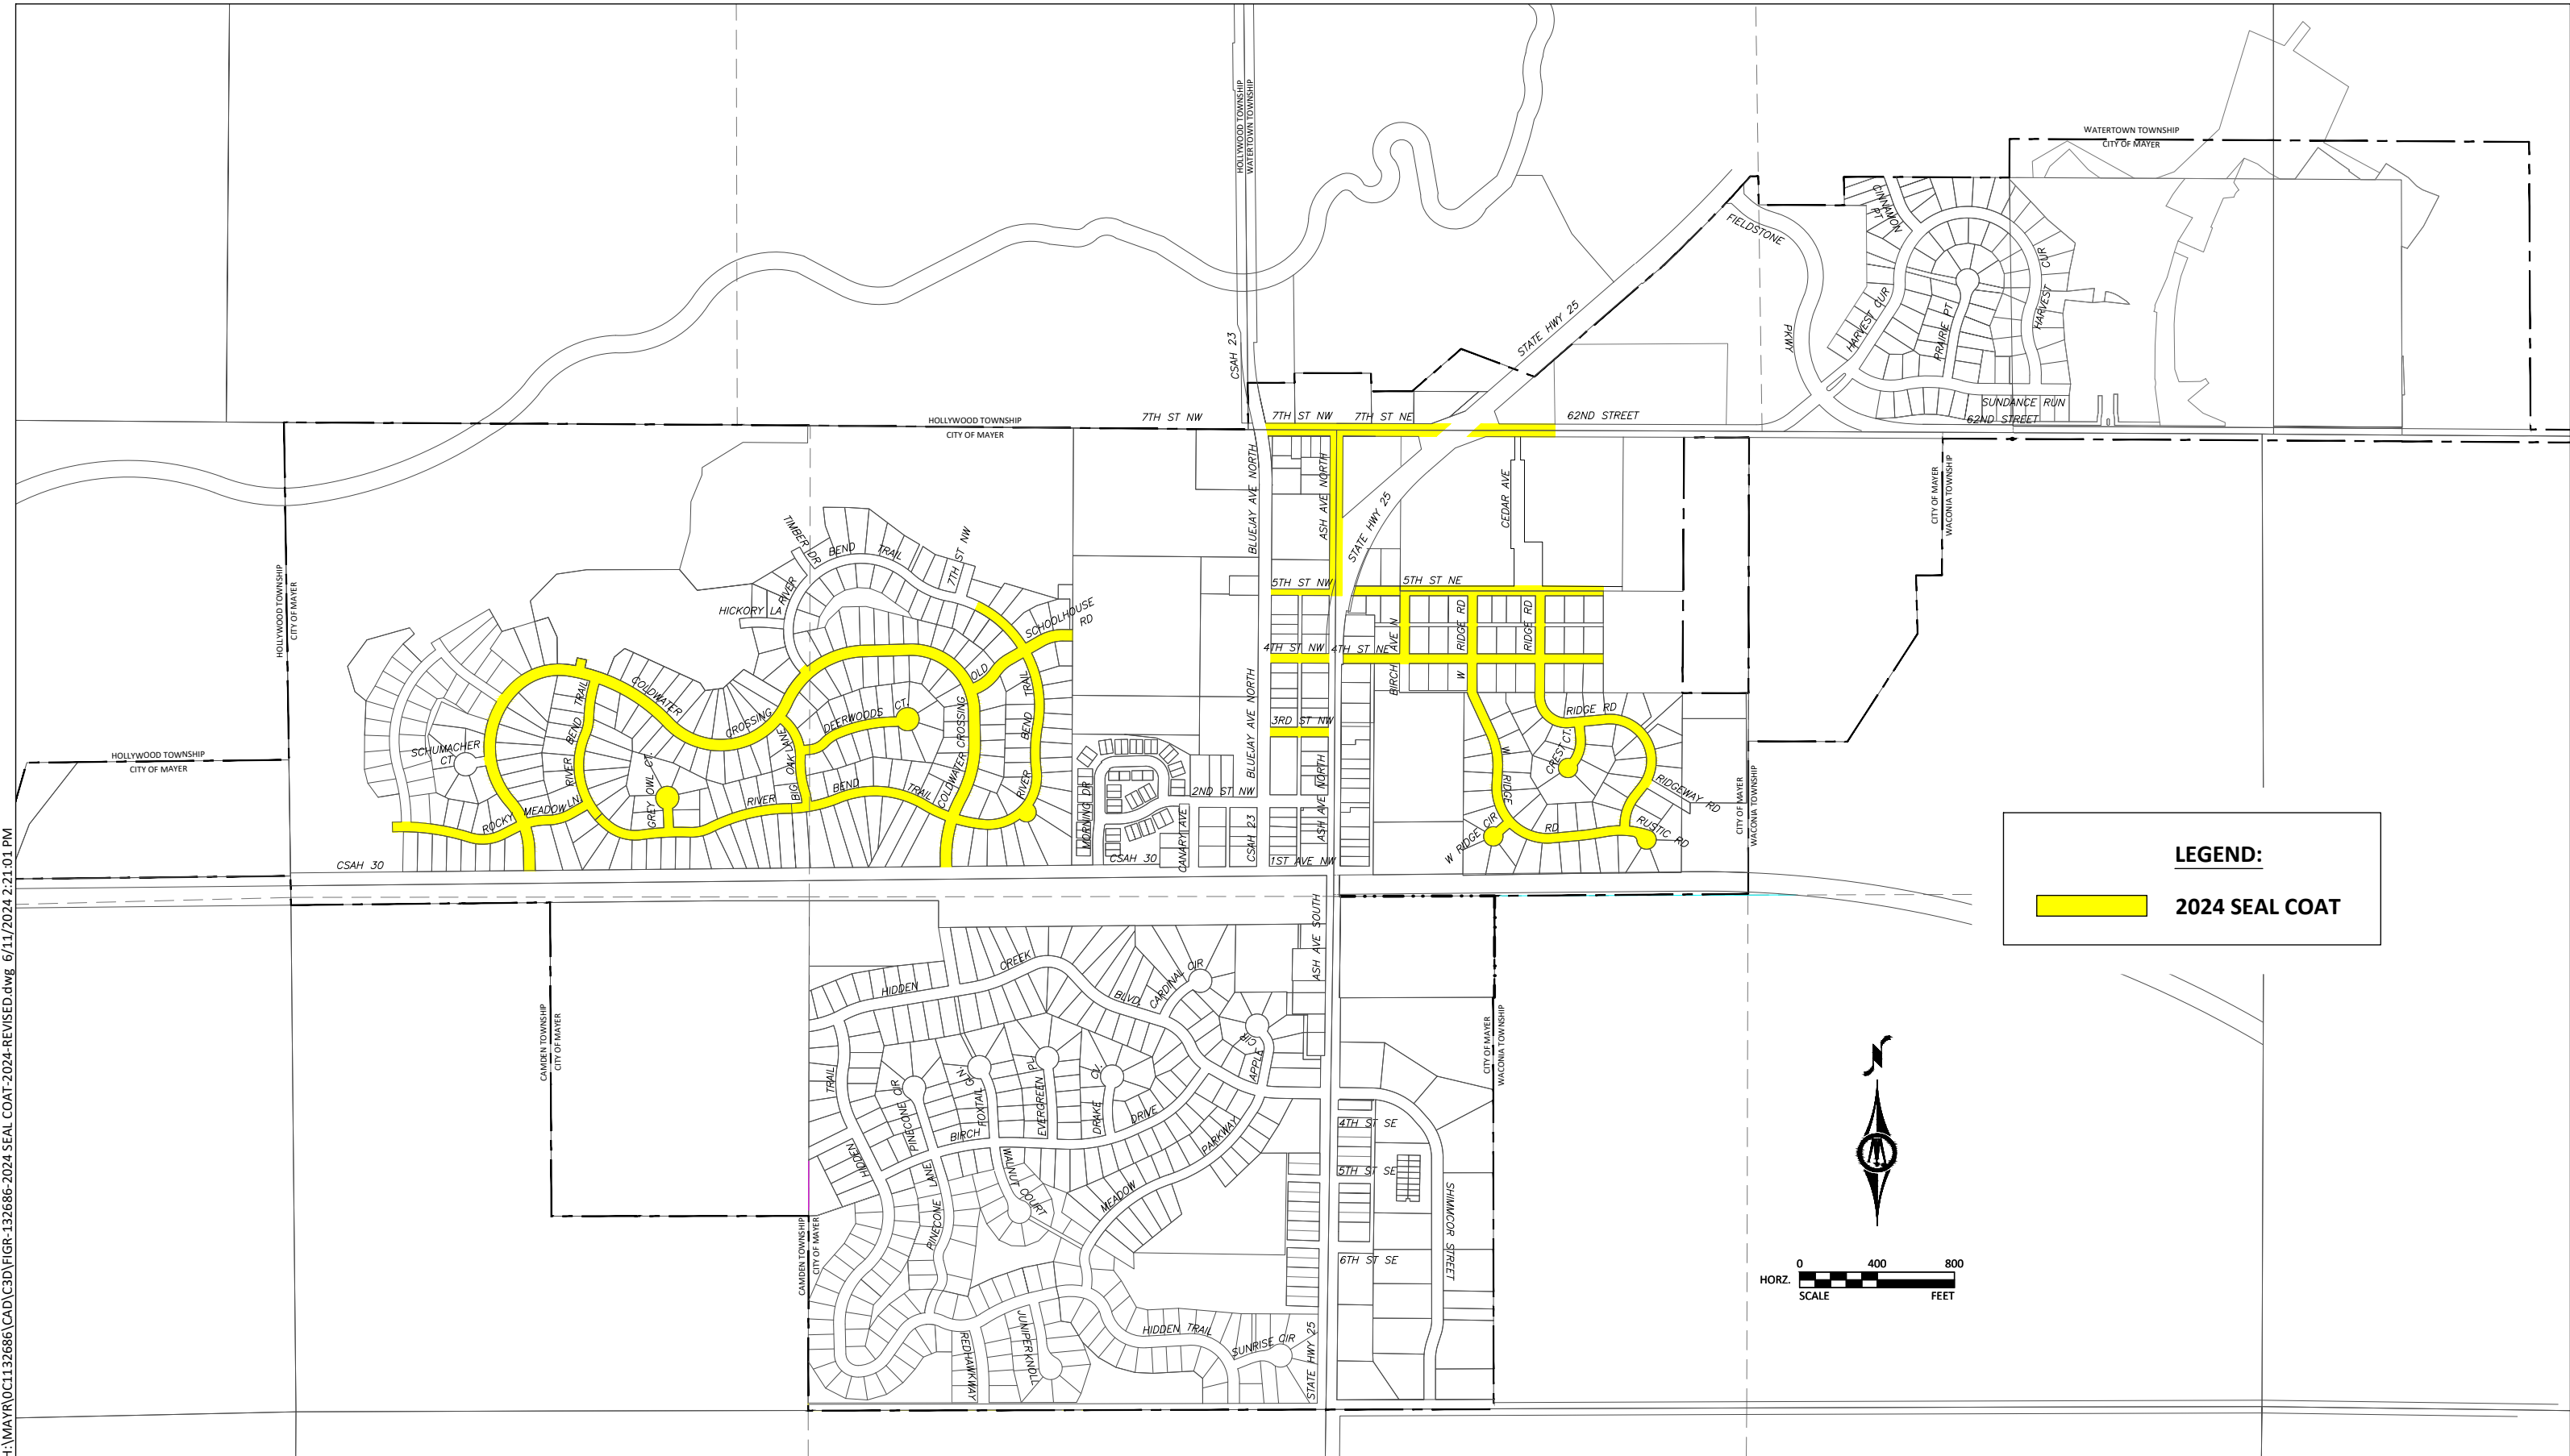 WATERTOWN TOWNSHIP
CITY OF MAYER
HOLLYWOOD TOWNSHIP
WATERTOWN TOWNSHIP
CINNAMON
PT
FIELDSTONE
PKWY
HARVEST CUR
PRAIRIE PT
HARVEST
CUR
SUNDANCE RUN
62ND STREET
STATE HWY 25
CSAH 23
HOLLYWOOD TOWNSHIP
CITY OF MAYER
7TH ST NW
7TH ST NW
7TH ST NE
62ND STREET
BLUEJAY AVE NORTH
ASH AVE NORTH
STATE HWY 25
CEDAR AVE
CITY OF MAYER
WACONIA TOWNSHIP
HOLLYWOOD TOWNSHIP
CITY OF MAYER
TIMBER DR
RIVER
BEND
TRAIL
7TH ST NW
HICKORY LA
SCHOOLHOUSE
RD
OLD
5TH ST NW
5TH ST NE
4TH ST NW
4TH ST NE
BIRCH AVE N
W RIDGE RD
RIDGE RD
3RD ST NW
BLUEJAY AVE NORTH
ASH AVE NORTH
2ND ST NW
CSAH 23
1ST AVE NW
COLDWATER
CROSSING
BEND TRAIL
RIVER
SCHUMACHER
CT.
ROCKY
MEADOW
LN
GREY OWL CT.
RIVER
BIG OAK LANE
DEERWOODS CT.
BEND
TRAIL
COLDWATER CROSSING
RIVER
BEND
TRAIL
MORNING DR
CANARY AVE
CSAH 30
CSAH 30
HOLLYWOOD TOWNSHIP
CITY OF MAYER
RIDGE RD
CREST CT.
W RIDGE
RD
W RIDGE CIR
RIDGEWAY RD
RUSTIC RD
CITY OF MAYER
WACONIA TOWNSHIP
LEGEND:
2024 SEAL COAT
ASH AVE SOUTH
HIDDEN
CREEK
BLVD.
CARDINAL CIR
APPLE
CIR
CAMDEN TOWNSHIP
CITY OF MAYER
TRAIL
HIDDEN
PINECONE CIR
FOXTAIL
GLN
EVERGREEN
PL
DRAKE
CV.
BIRCH
DRIVE
PINECONE LANE
WALNUT COURT
MEADOW
PARKWAY
4TH ST SE
5TH ST SE
6TH ST SE
SHIMMCOR STREET
CITY OF MAYER
WACONIA TOWNSHIP
CAMDEN TOWNSHIP
CITY OF MAYER
REDHAWKWAY
JUNIPER KNOLL
HIDDEN TRAIL
SUNRISE CIR
STATE HWY 25
N
0 400 800
HORZ.
SCALE FEET
H:\MAYR\0C1132686\CAD\C3D\FIGR-132686-2024 SEAL COAT-2024-REVISED.dwg 6/11/2024 2:21:01 PM